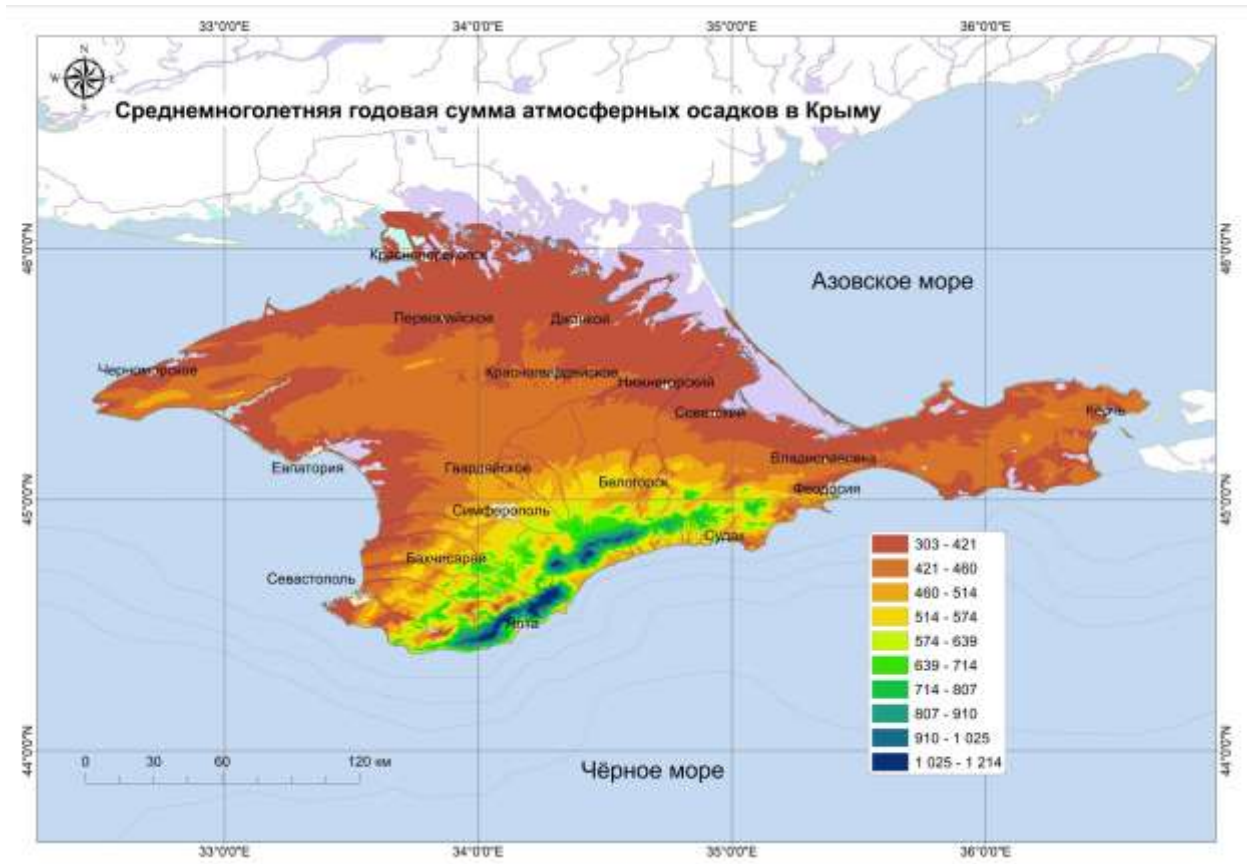 33°0'0"E 34°0'0"E 35°0'0"E 36°0'0"E
N
W E
S
Среднемноголетняя годовая сумма атмосферных осадков в Крыму
46°0'0"N 46°0'0"N
Красноперекопск
Азовское море
Первомайское Джанкой
Черноморское Красногвардейское
Нижнегорский
Советский Керчь
Евпатория Гвардейское Владиславовка
Белогорск Феодосия
45°0'0"N 45°0'0"N
Симферополь
Судак
Бахчисарай
Севастополь
Ялта
303 - 421
421 - 460
460 - 514
514 - 574
574 - 639
639 - 714
714 - 807
807 - 910
910 - 1 025
1 025 - 1 214
44°0'0"N 44°0'0"N
0 30 60 120 км
Чёрное море
33°0'0"E 34°0'0"E 35°0'0"E 36°0'0"E